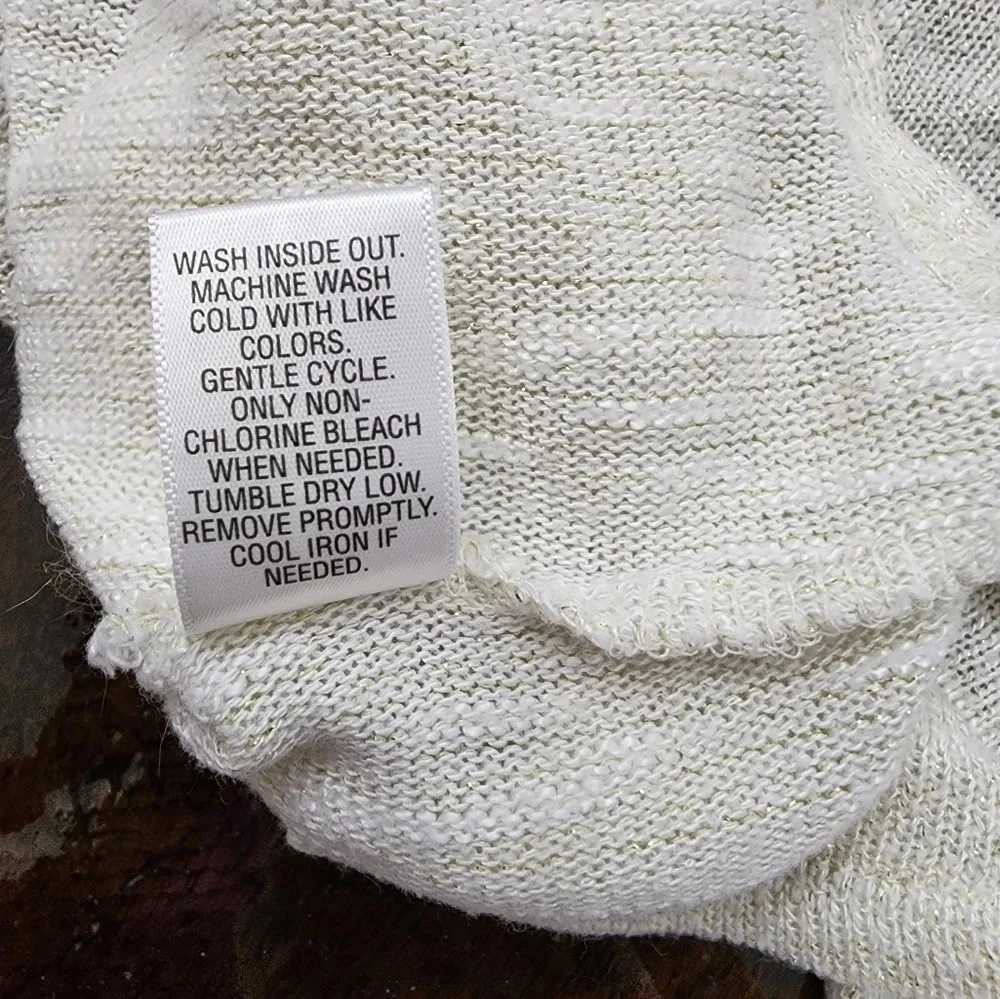 WASH INSIDE OUT.
MACHINE WASH
COLD WITH LIKE
COLORS.
GENTLE CYCLE.
ONLY NON-
CHLORINE BLEACH
WHEN NEEDED.
TUMBLE DRY LOW.
REMOVE PROMPTLY.
COOL IRON IF
NEEDED.